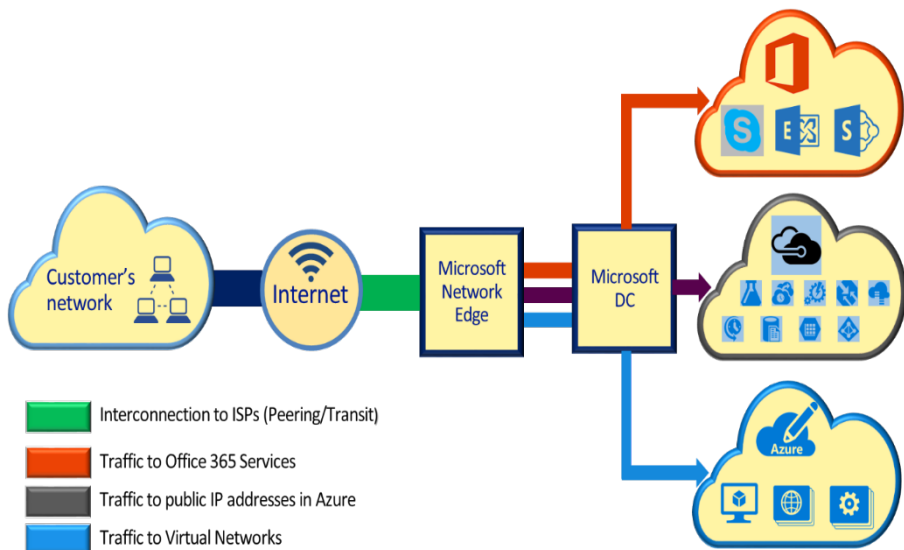 Customer's
network
Internet
Microsoft
Network
Edge
Microsoft
DC
S
E
S
Azure
Interconnection to ISPs (Peering/Transit)
Traffic to Office 365 Services
Traffic to public IP addresses in Azure
Traffic to Virtual Networks